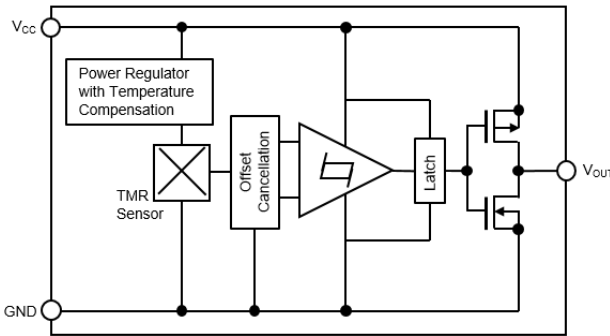 VCC
Power Regulator
with Temperature
Compensation
TMR
Sensor
Offset
Cancellation
Latch
VOUT
GND